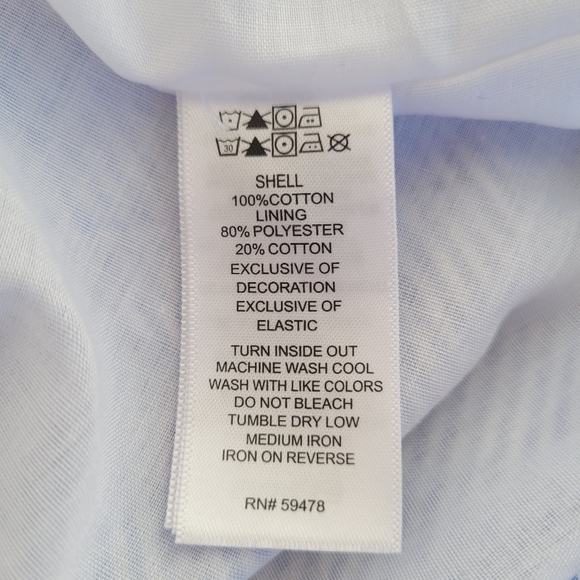 30
SHELL
100%COTTON
LINING
80% POLYESTER
20% COTTON
EXCLUSIVE OF
DECORATION
EXCLUSIVE OF
ELASTIC
TURN INSIDE OUT
MACHINE WASH COOL
WASH WITH LIKE COLORS
DO NOT BLEACH
TUMBLE DRY LOW
MEDIUM IRON
IRON ON REVERSE
RN# 59478